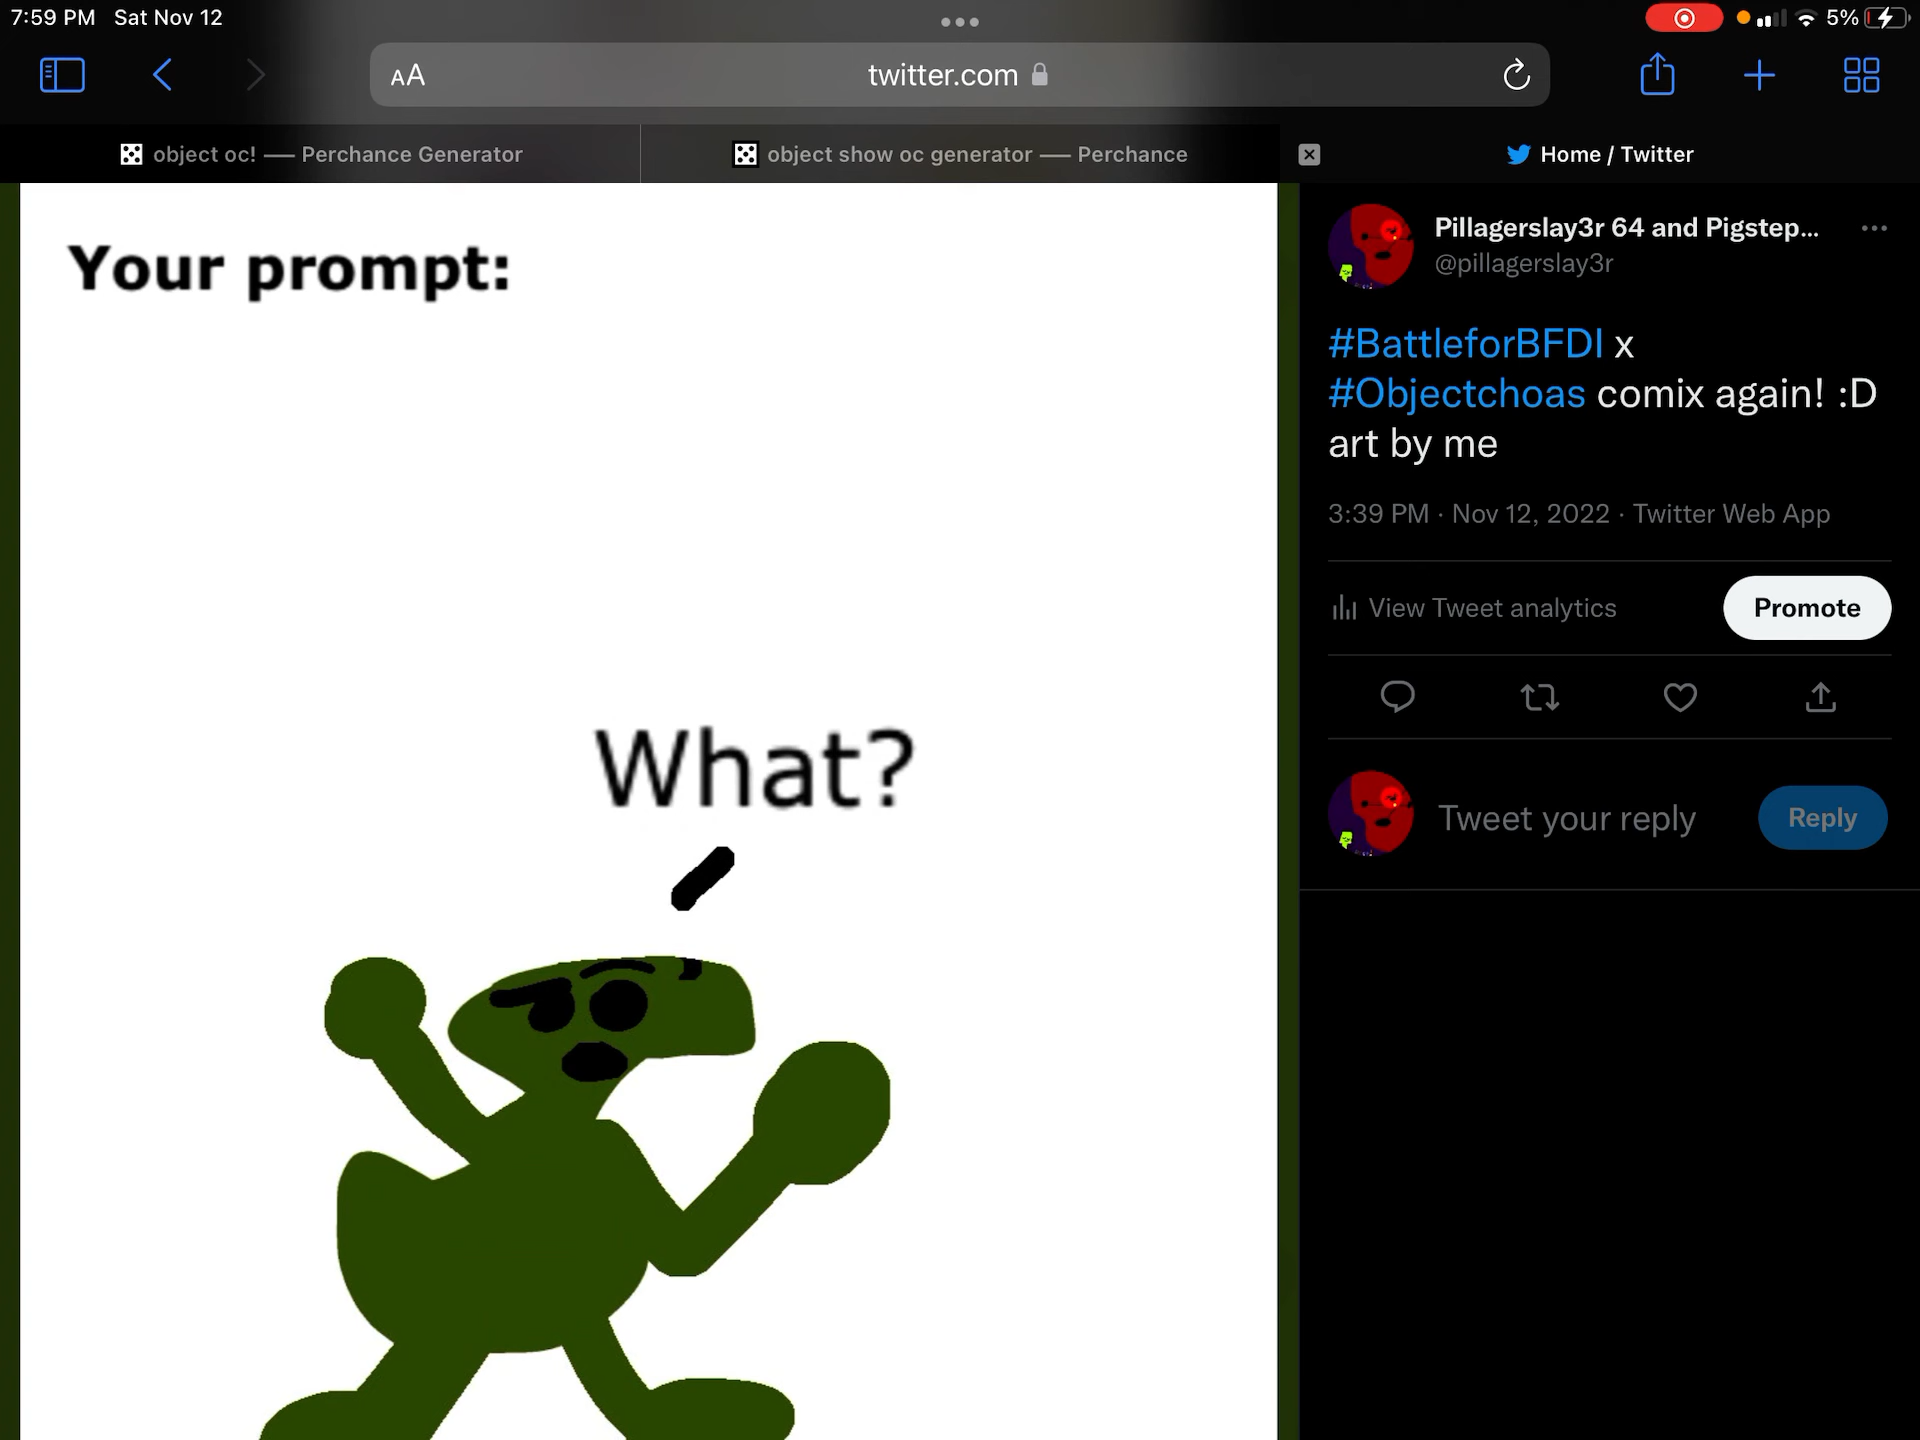 7:59 PM Sat Nov 12
5%
AA
twitter.com
object oc! — Perchance Generator
object show oc generator — Perchance
Home / Twitter
Your prompt:
What?
Pillagerslay3r 64 and Pigstep...
@pillagerslay3r
#BattleforBFDI x
#Objectchoas comix again! :D
art by me
3:39 PM · Nov 12, 2022 · Twitter Web App
View Tweet analytics
Promote
Tweet your reply
Reply